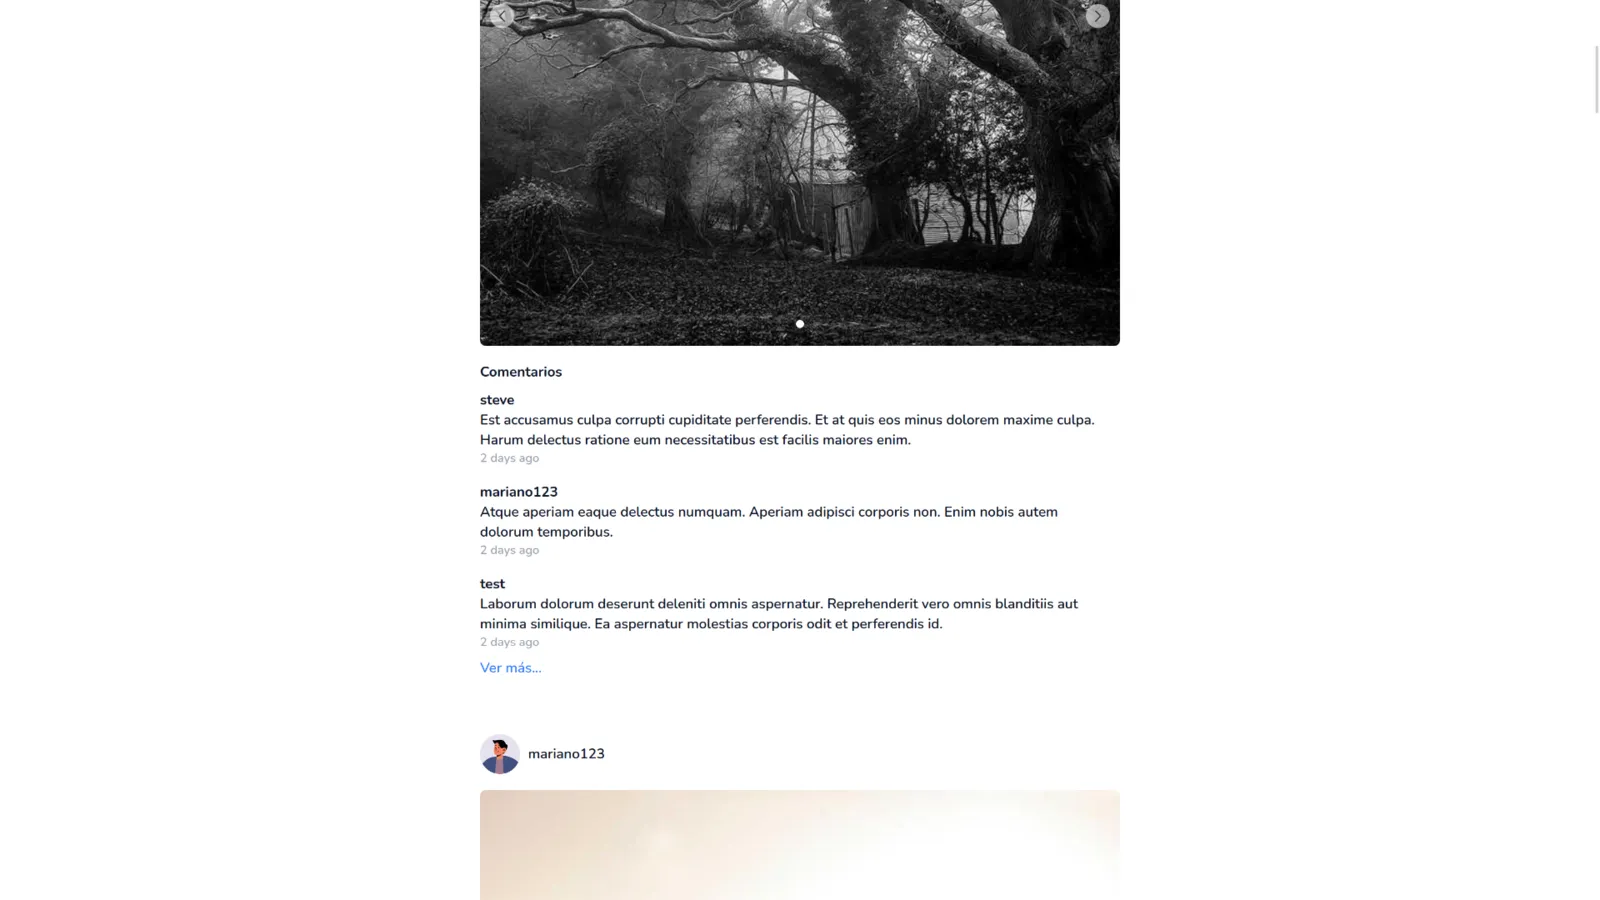 Comentarios
steve
Est accusamus culpa corrupti cupiditate perferendis. Et at quis eos minus dolorem maxime culpa.
Harum delectus ratione eum necessitatibus est facilis maiores enim.
2 days ago
mariano123
Atque aperiam eaque delectus numquam. Aperiam adipisci corporis non. Enim nobis autem
dolorum temporibus.
2 days ago
test
Laborum dolorum deserunt deleniti omnis aspernatur. Reprehenderit vero omnis blanditiis aut
minima similique. Ea aspernatur molestias corporis odit et perferendis id.
2 days ago
Ver más...
mariano123